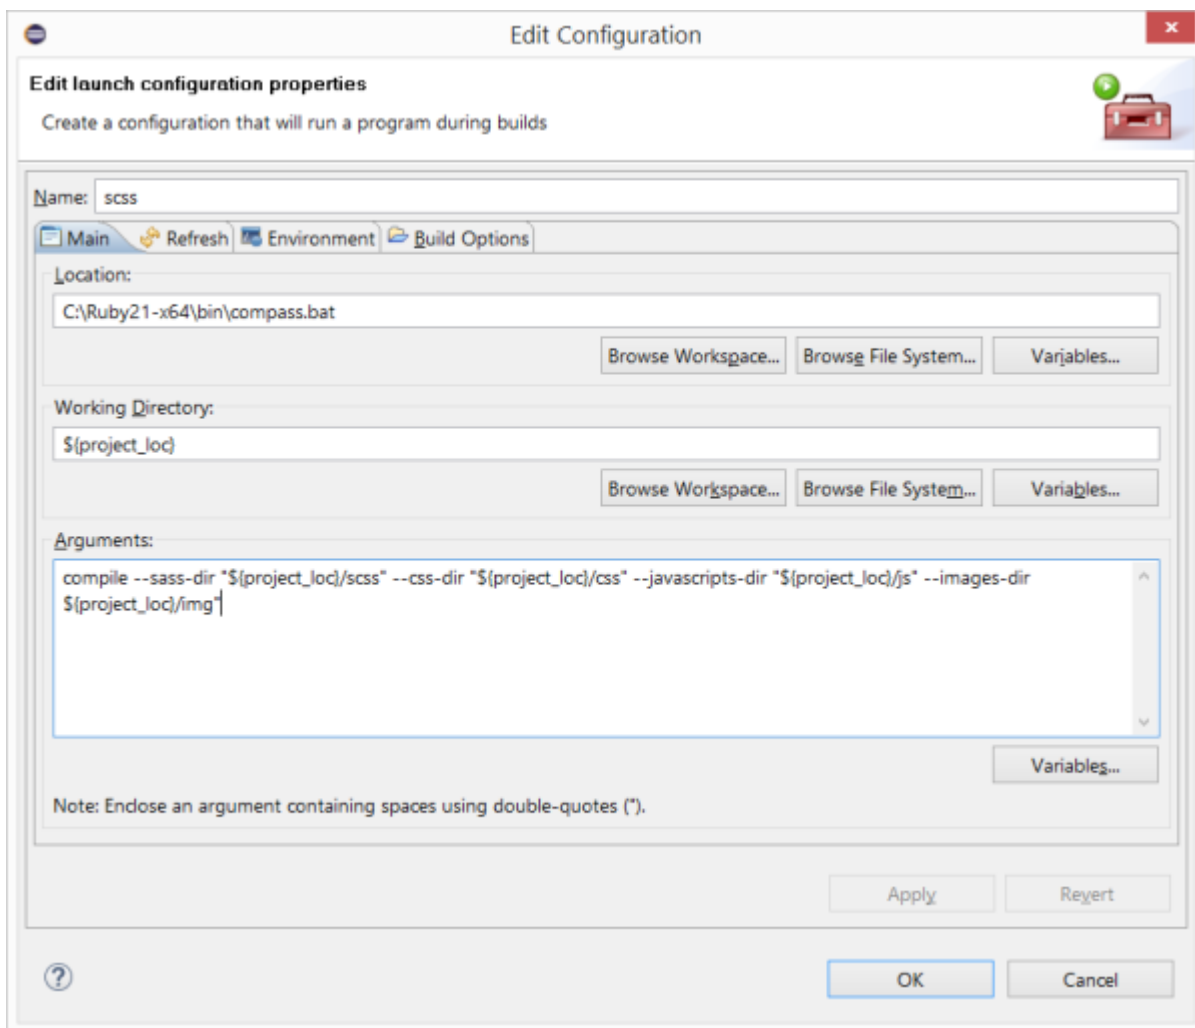 Edit Configuration
Edit launch configuration properties
Create a configuration that will run a program during builds
Name: scss
Main Refresh Environment Build Options
Location:
C:\Ruby21-x64\bin\compass.bat
Browse Workspace... Browse File System... Variables...
Working Directory:
${project_loc}
Browse Workspace... Browse File System... Variables...
Arguments:
compile --sass-dir "${project_loc}/scss" --css-dir "${project_loc}/css" --javascripts-dir "${project_loc}/js" --images-dir
${project_loc}/img"
Variables...
Note: Enclose an argument containing spaces using double-quotes (").
Apply Revert
OK Cancel